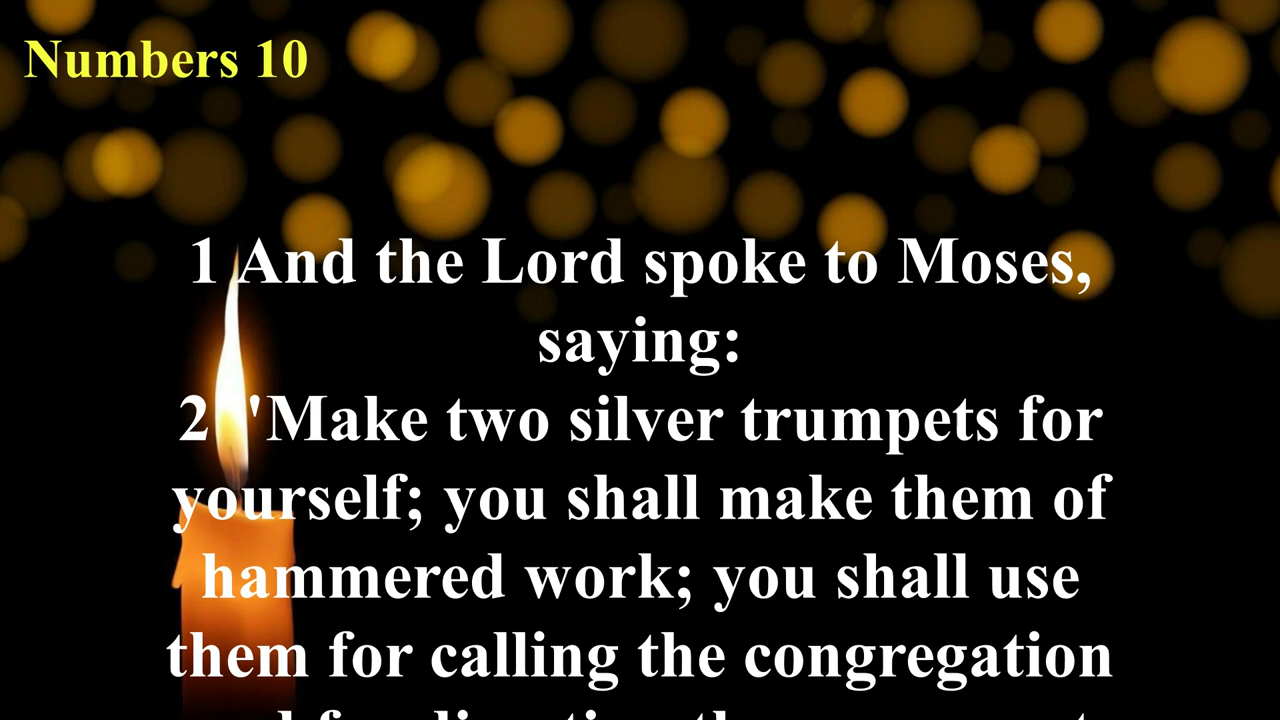 Numbers 10
1 And the Lord spoke to Moses,
saying:
2 "Make two silver trumpets for
yourself; you shall make them of
hammered work; you shall use
them for calling the congregation